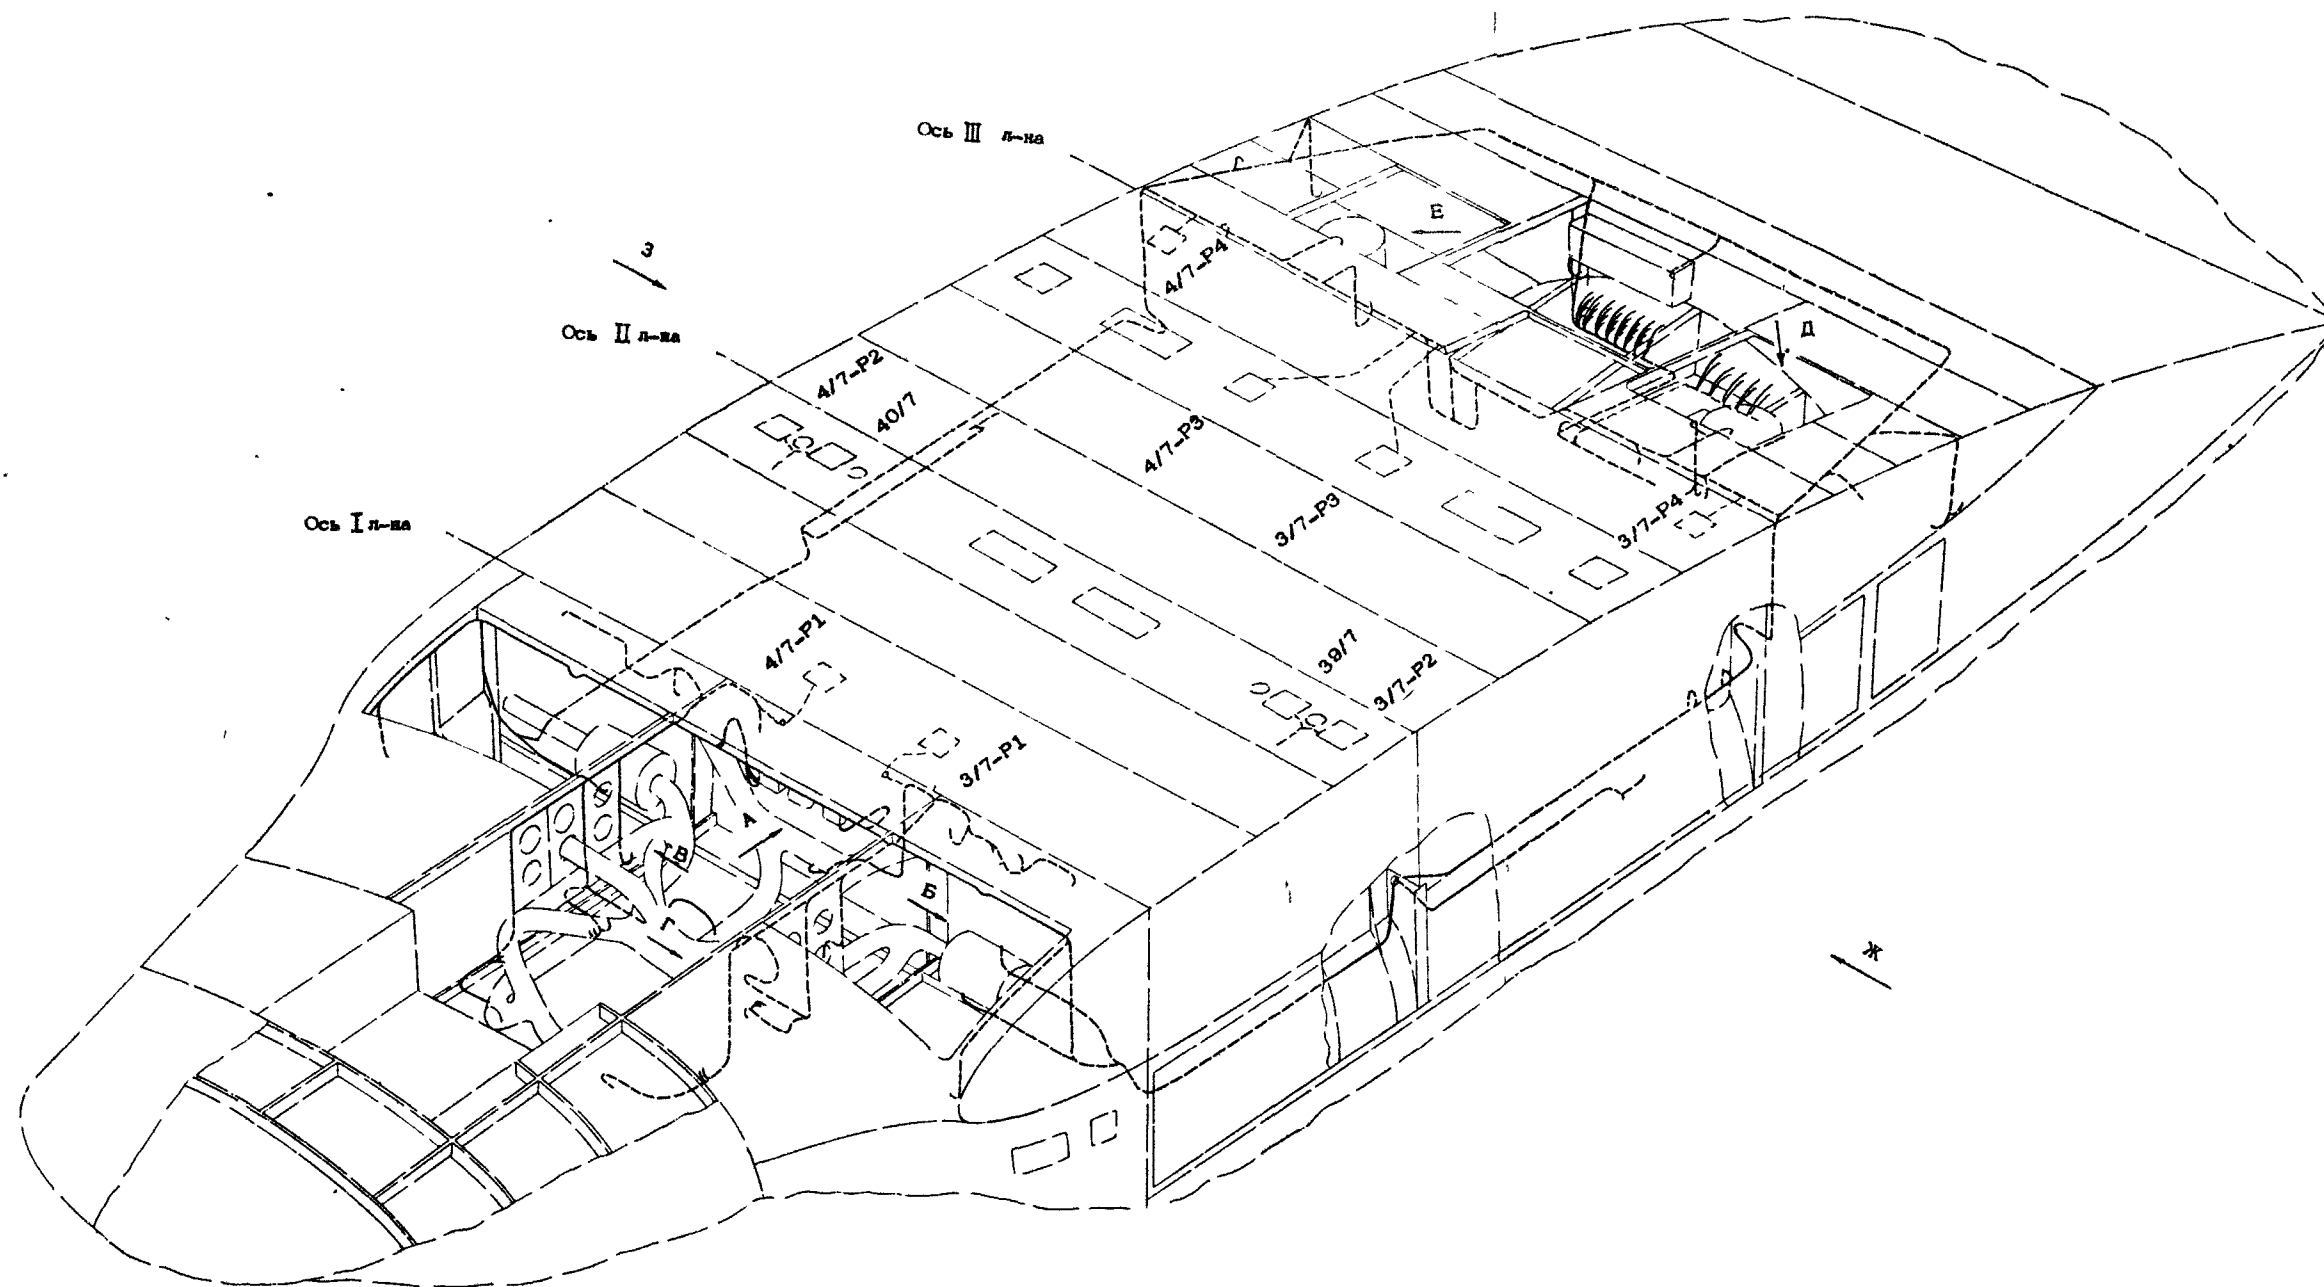 Ось III л-на
Е
4/7-Р4
З
Ось II л-на
Д
4/7-Р2
40/7
4/7-Р3
3/7-Р3
3/7-Р4
Ось I л-на
4/7-Р1
39/7
3/7-Р2
3/7-Р1
А
В
Б
Г
Ж